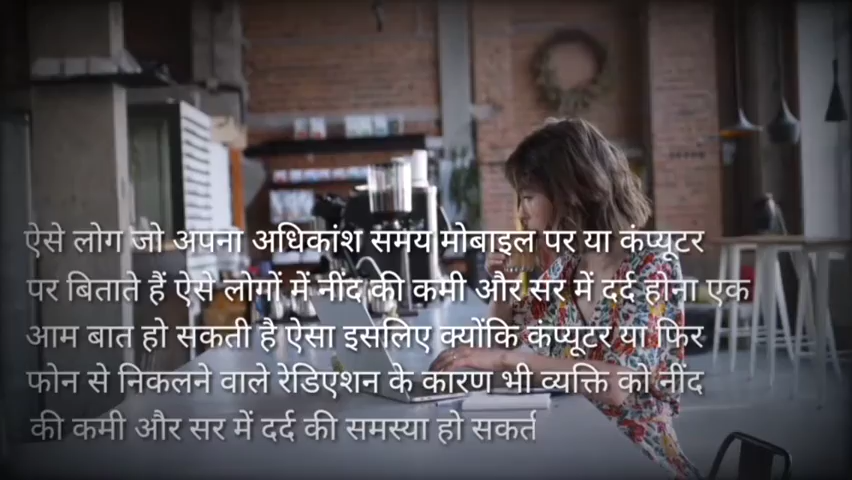 ऐसे लोग जो अपना अधिकांश समय मोबाइल पर या कंप्यूटर
पर बिताते हैं ऐसे लोगों में नींद की कमी और सर में दर्द होना एक
आम बात हो सकती है ऐसा इसलिए क्योंकि कंप्यूटर या फिर
फोन से निकलने वाले रेडिएशन के कारण भी व्यक्ति को नींद
की कमी और सर में दर्द की समस्या हो सकर्त